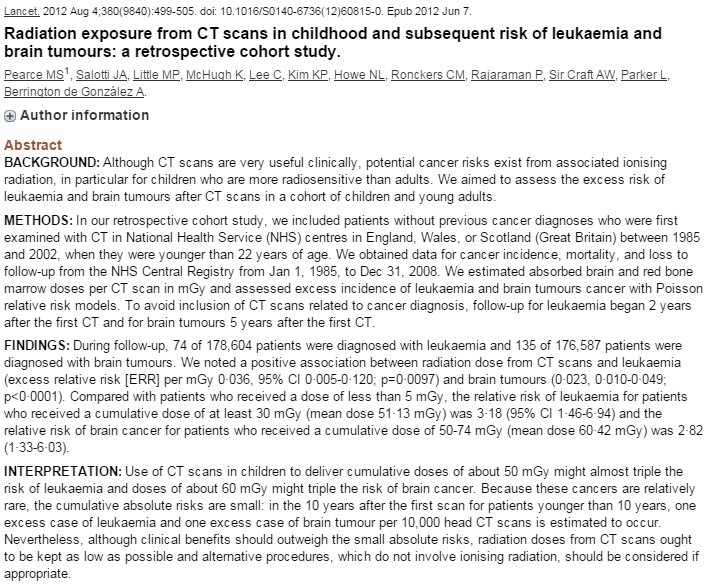 Lancet. 2012 Aug 4;380(9840):499-505. doi: 10.1016/S0140-6736(12)60815-0. Epub 2012 Jun 7.
Radiation exposure from CT scans in childhood and subsequent risk of leukaemia and
brain tumours: a retrospective cohort study.
Pearce MS1, Salotti JA, Little MP, McHugh K, Lee C, Kim KP, Howe NL, Ronckers CM, Rajaraman P, Sir Craft AW, Parker L,
Berrington de González A.
Author information
Abstract
BACKGROUND: Although CT scans are very useful clinically, potential cancer risks exist from associated ionising
radiation, in particular for children who are more radiosensitive than adults. We aimed to assess the excess risk of
leukaemia and brain tumours after CT scans in a cohort of children and young adults.
METHODS: In our retrospective cohort study, we included patients without previous cancer diagnoses who were first
examined with CT in National Health Service (NHS) centres in England, Wales, or Scotland (Great Britain) between 1985
and 2002, when they were younger than 22 years of age. We obtained data for cancer incidence, mortality, and loss to
follow-up from the NHS Central Registry from Jan 1, 1985, to Dec 31, 2008. We estimated absorbed brain and red bone
marrow doses per CT scan in mGy and assessed excess incidence of leukaemia and brain tumours cancer with Poisson
relative risk models. To avoid inclusion of CT scans related to cancer diagnosis, follow-up for leukaemia began 2 years
after the first CT and for brain tumours 5 years after the first CT.
FINDINGS: During follow-up, 74 of 178,604 patients were diagnosed with leukaemia and 135 of 176,587 patients were
diagnosed with brain tumours. We noted a positive association between radiation dose from CT scans and leukaemia
(excess relative risk [ERR] per mGy 0·036, 95% CI 0·005-0·120; p=0·0097) and brain tumours (0·023, 0·010-0·049;
p<0·0001). Compared with patients who received a dose of less than 5 mGy, the relative risk of leukaemia for patients
who received a cumulative dose of at least 30 mGy (mean dose 51·13 mGy) was 3·18 (95% CI 1·46-6·94) and the
relative risk of brain cancer for patients who received a cumulative dose of 50-74 mGy (mean dose 60·42 mGy) was 2·82
(1·33-6·03).
INTERPRETATION: Use of CT scans in children to deliver cumulative doses of about 50 mGy might almost triple the
risk of leukaemia and doses of about 60 mGy might triple the risk of brain cancer. Because these cancers are relatively
rare, the cumulative absolute risks are small: in the 10 years after the first scan for patients younger than 10 years, one
excess case of leukaemia and one excess case of brain tumour per 10,000 head CT scans is estimated to occur.
Nevertheless, although clinical benefits should outweigh the small absolute risks, radiation doses from CT scans ought
to be kept as low as possible and alternative procedures, which do not involve ionising radiation, should be considered if
appropriate.